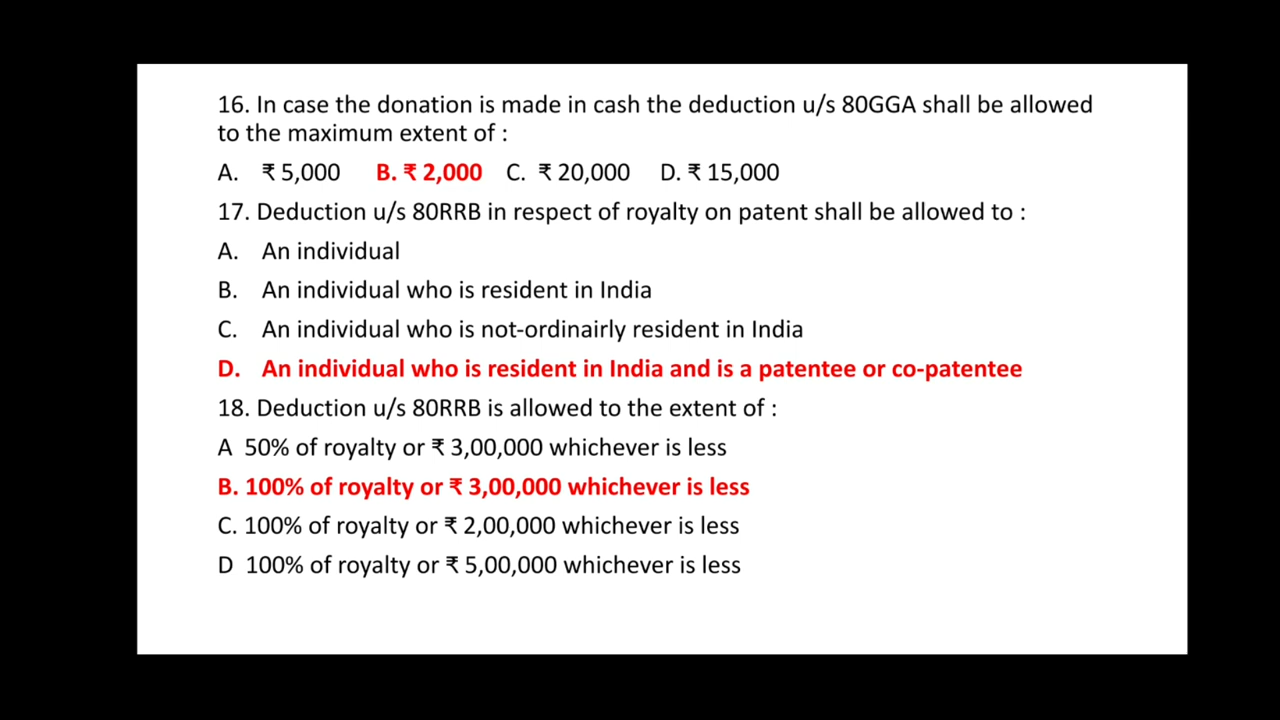 16. In case the donation is made in cash the deduction u/s 80GGA shall be allowed
to the maximum extent of :
A. ₹ 5,000 B. ₹ 2,000 C. ₹ 20,000 D. ₹ 15,000
17. Deduction u/s 80RRB in respect of royalty on patent shall be allowed to :
A. An individual
B. An individual who is resident in India
C. An individual who is not-ordinairly resident in India
D. An individual who is resident in India and is a patentee or co-patentee
18. Deduction u/s 80RRB is allowed to the extent of :
A 50% of royalty or ₹ 3,00,000 whichever is less
B. 100% of royalty or ₹ 3,00,000 whichever is less
C. 100% of royalty or ₹ 2,00,000 whichever is less
D 100% of royalty or ₹ 5,00,000 whichever is less